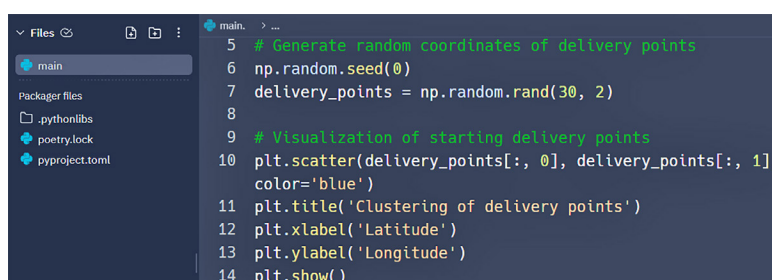 Files
main
Packager files
.pythonlibs
poetry.lock
pyproject.toml
main. > ...
5 # Generate random coordinates of delivery points
6 np.random.seed(0)
7 delivery_points = np.random.rand(30, 2)
8
9 # Visualization of starting delivery points
10 plt.scatter(delivery_points[:, 0], delivery_points[:, 1]
color='blue')
11 plt.title('Clustering of delivery points')
12 plt.xlabel('Latitude')
13 plt.ylabel('Longitude')
14 plt.show()